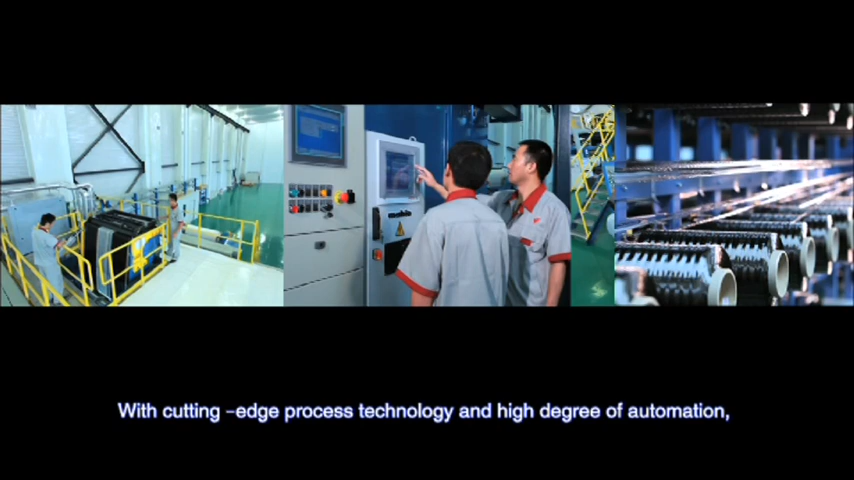 With cutting –edge process technology and high degree of automation,